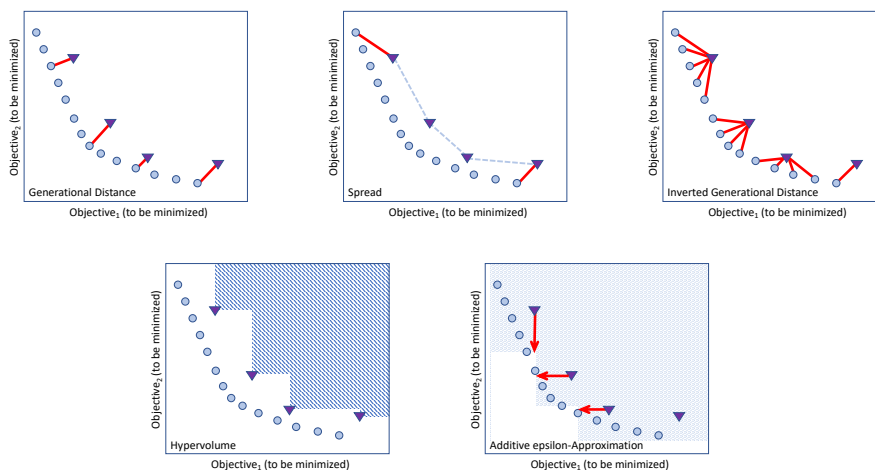 Objective₂ (to be minimized)
Generational Distance
Objective₁ (to be minimized)
Objective₂ (to be minimized)
Spread
Objective₁ (to be minimized)
Objective₂ (to be minimized)
Inverted Generational Distance
Objective₁ (to be minimized)
Objective₂ (to be minimized)
Hypervolume
Objective₁ (to be minimized)
Objective₂ (to be minimized)
Additive epsilon-Approximation
Objective₁ (to be minimized)